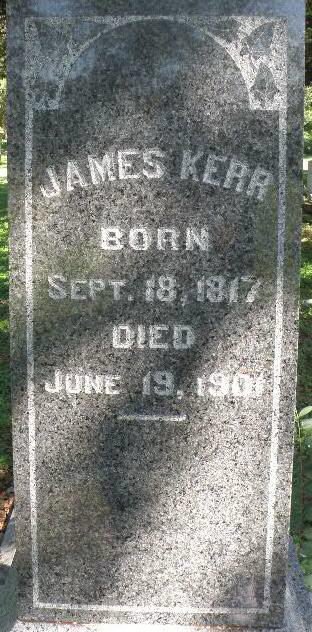 JAMES KERR
BORN
SEPT. 18, 1817
DIED
JUNE 19, 1901